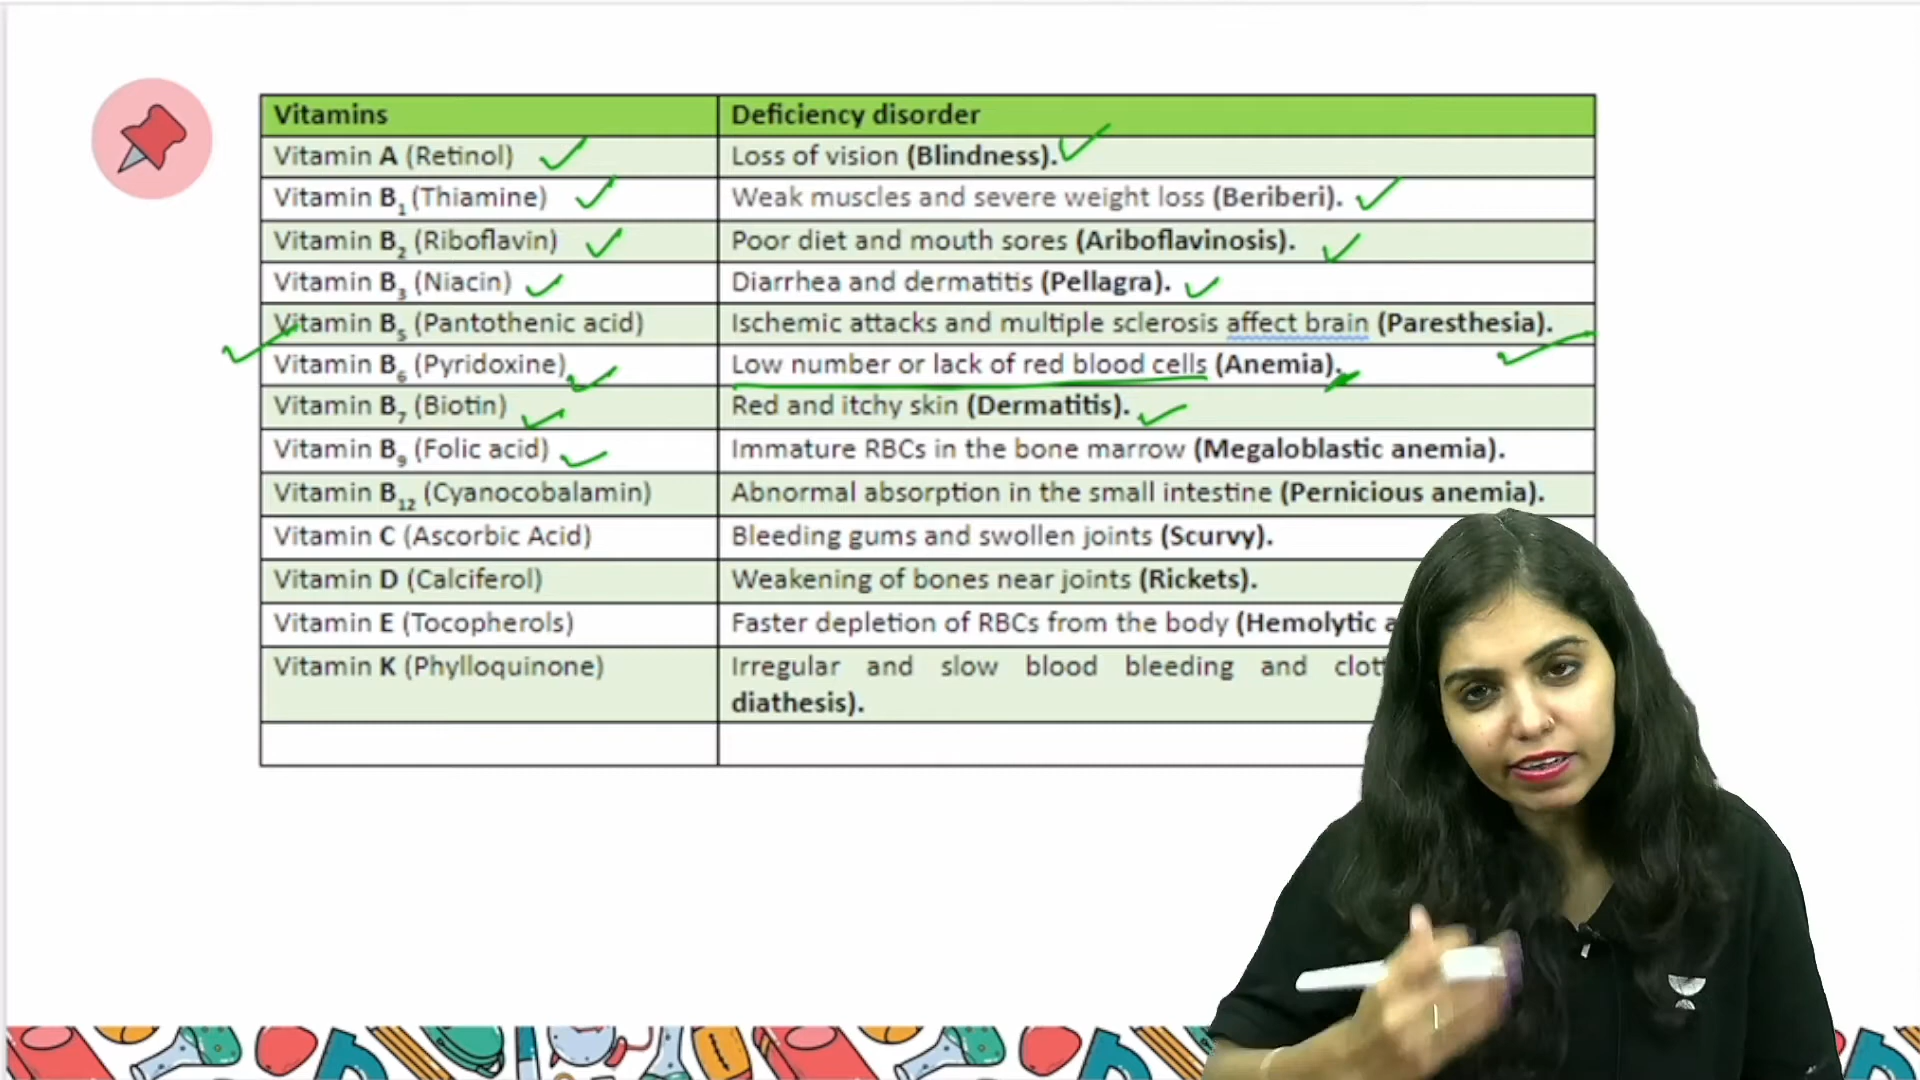 Vitamins Deficiency disorder
Vitamin A (Retinol) Loss of vision (Blindness).
Vitamin B₁ (Thiamine) Weak muscles and severe weight loss (Beriberi).
Vitamin B₂ (Riboflavin) Poor diet and mouth sores (Ariboflavinosis).
Vitamin B₃ (Niacin) Diarrhea and dermatitis (Pellagra).
Vitamin B₅ (Pantothenic acid) Ischemic attacks and multiple sclerosis affect brain (Paresthesia).
Vitamin B₆ (Pyridoxine) Low number or lack of red blood cells (Anemia).
Vitamin B₇ (Biotin) Red and itchy skin (Dermatitis).
Vitamin B₉ (Folic acid) Immature RBCs in the bone marrow (Megaloblastic anemia).
Vitamin B₁₂ (Cyanocobalamin) Abnormal absorption in the small intestine (Pernicious anemia).
Vitamin C (Ascorbic Acid) Bleeding gums and swollen joints (Scurvy).
Vitamin D (Calciferol) Weakening of bones near joints (Rickets).
Vitamin E (Tocopherols) Faster depletion of RBCs from the body (Hemolytic
Vitamin K (Phylloquinone) Irregular and slow blood bleeding and
diathesis).